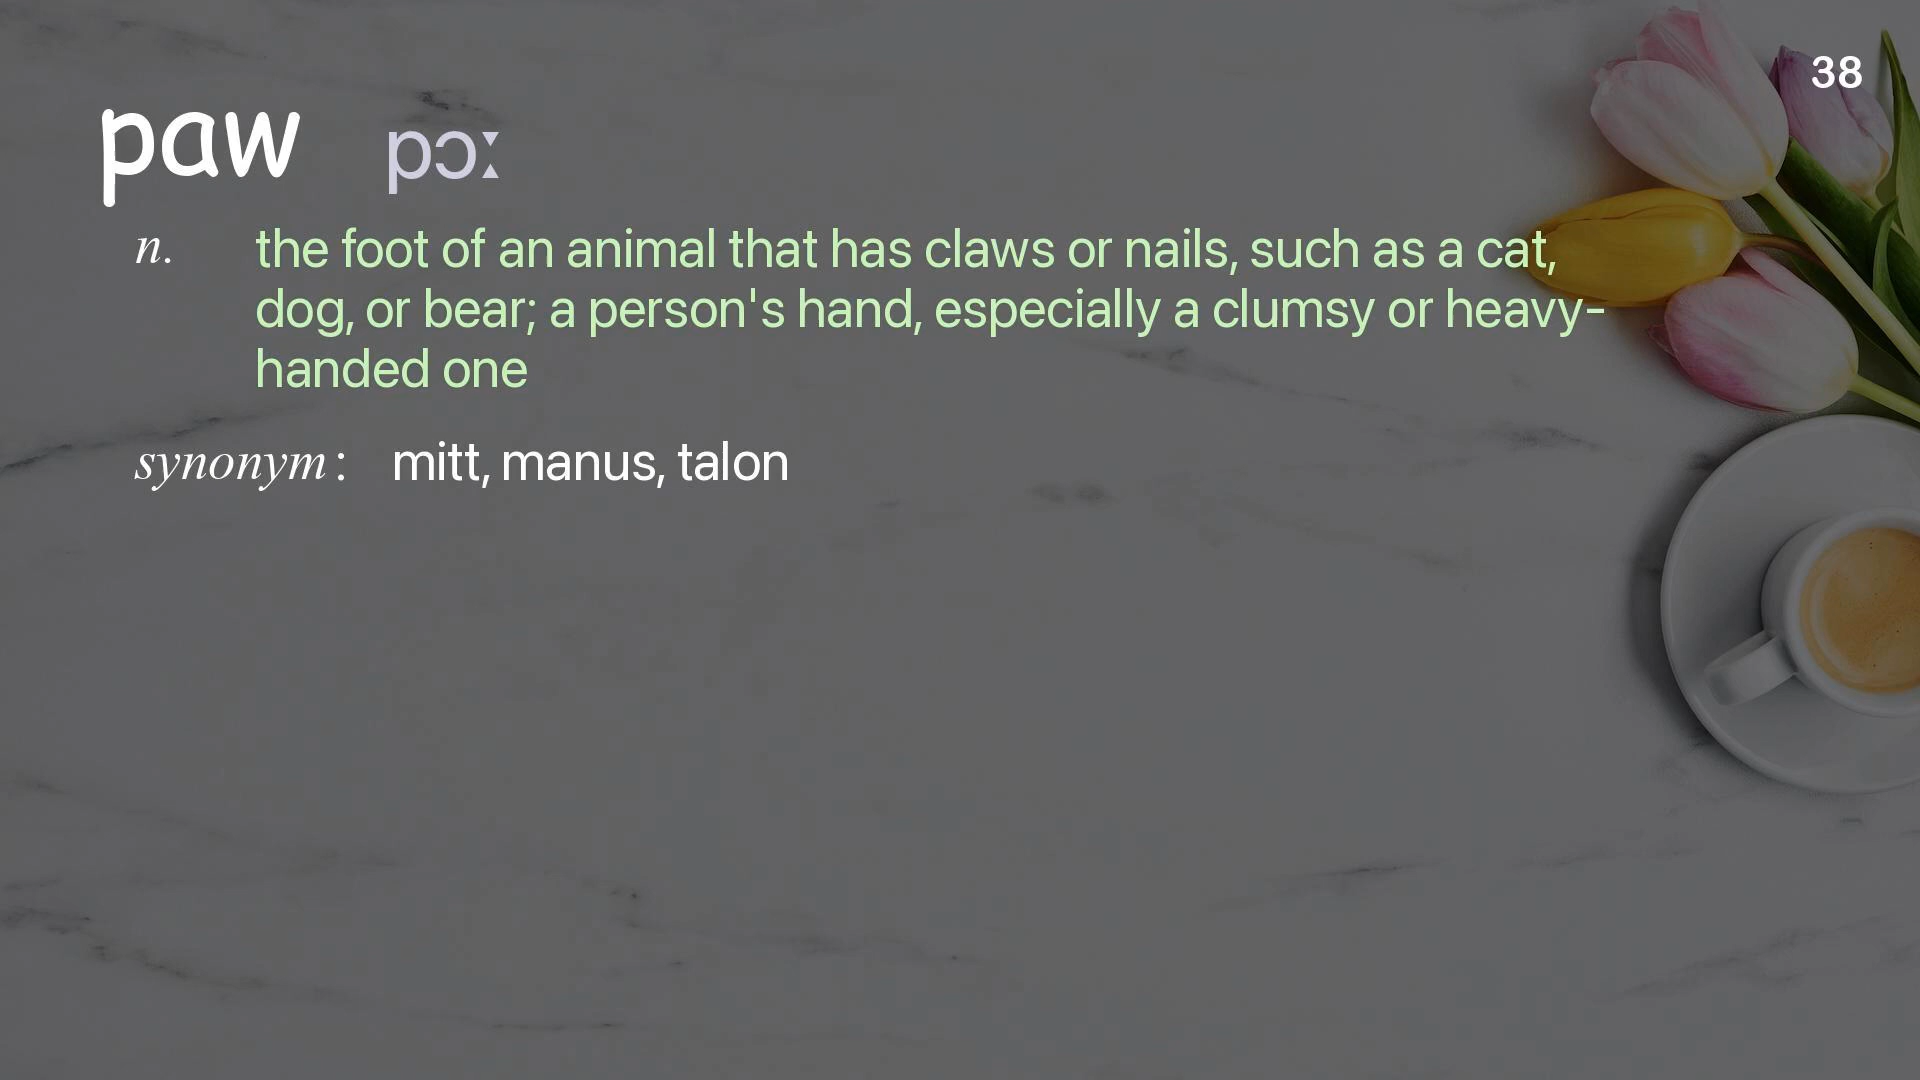 38
paw pɔː
n. the foot of an animal that has claws or nails, such as a cat,
dog, or bear; a person's hand, especially a clumsy or heavy-
handed one
synonym: mitt, manus, talon